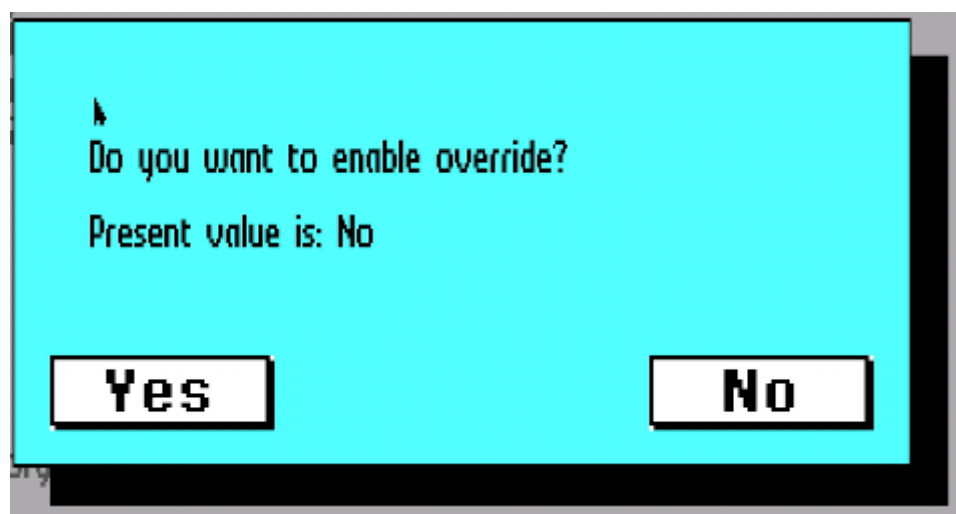 Do you want to enable override?
Present value is: No
Yes
No